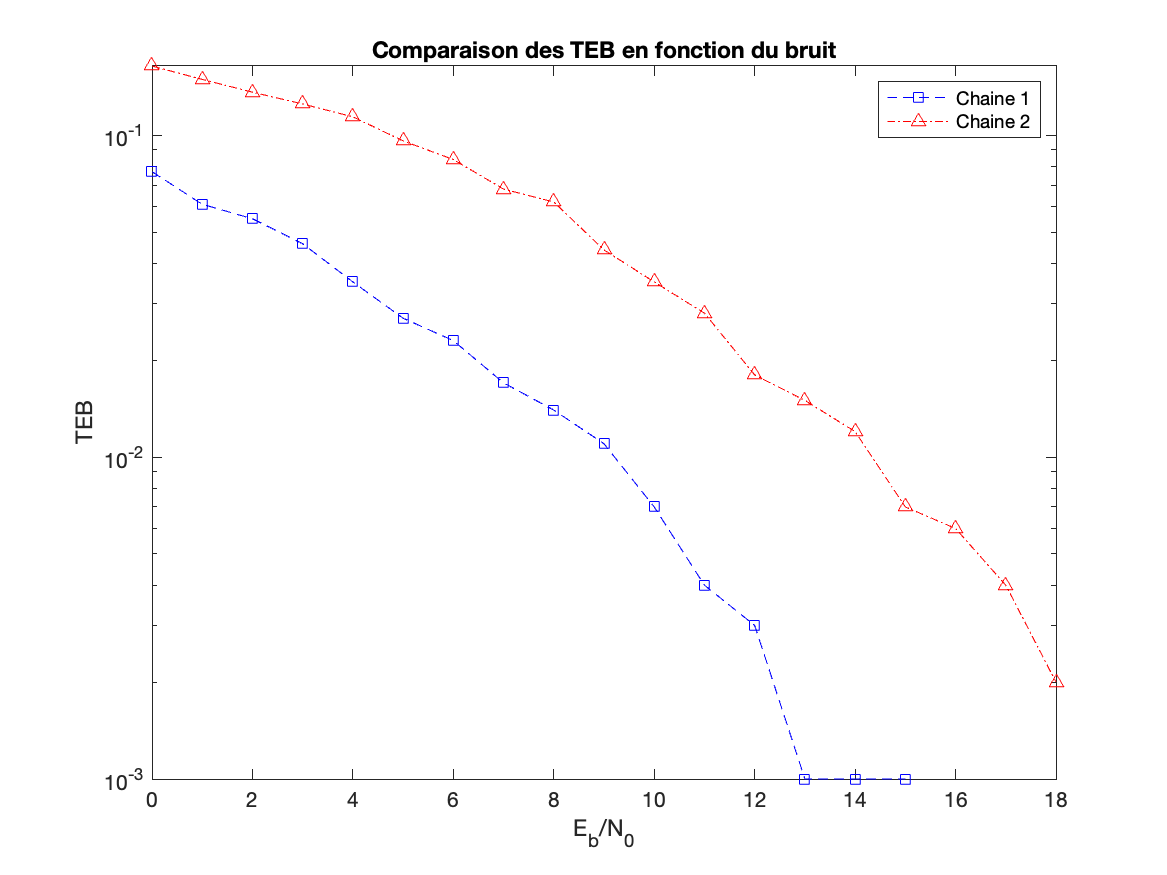 Comparaison des TEB en fonction du bruit
Chaine 1
Chaine 2
10^-1
10^-2
10^-3
TEB
0 2 4 6 8 10 12 14 16 18
E_b/N_0